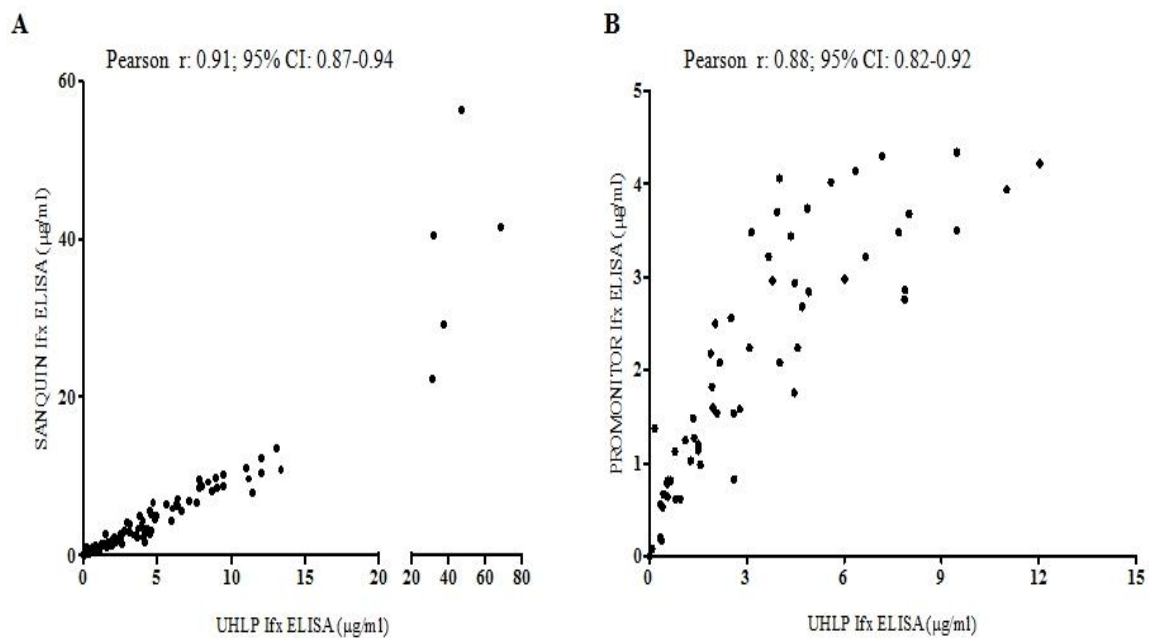 A
Pearson r: 0.91; 95% CI: 0.87-0.94
60
40
20
0
SANQUIN Ifx ELISA (µg/ml)
0 5 10 15 20 20 40 60 80
UHLP Ifx ELISA (µg/ml)
B
Pearson r: 0.88; 95% CI: 0.82-0.92
5
4
3
2
1
0
PROMONITOR Ifx ELISA (µg/ml)
0 3 6 9 12 15
UHLP Ifx ELISA (µg/ml)